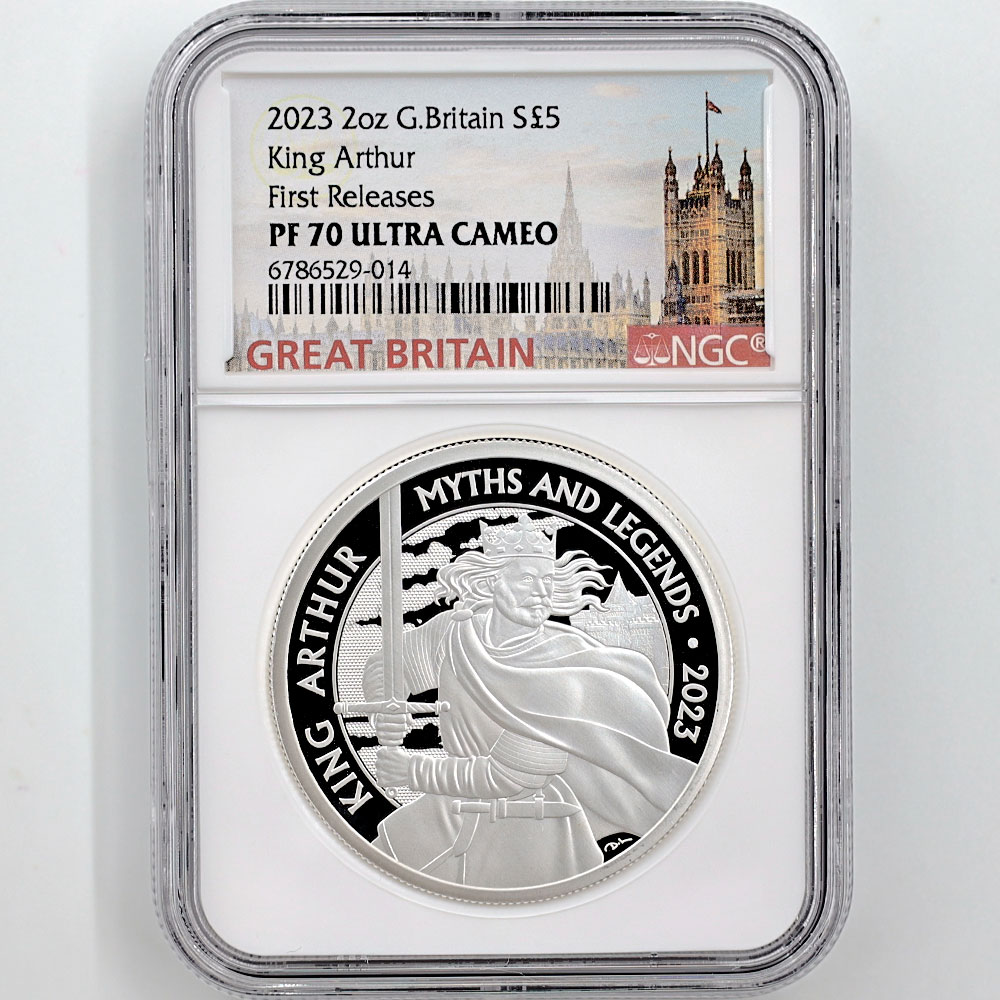 2023 2oz G.Britain S£5
King Arthur
First Releases
PF 70 ULTRA CAMEO
6786529-014
GREAT BRITAIN
NGC®
KING ARTHUR MYTHS AND LEGENDS · 2023